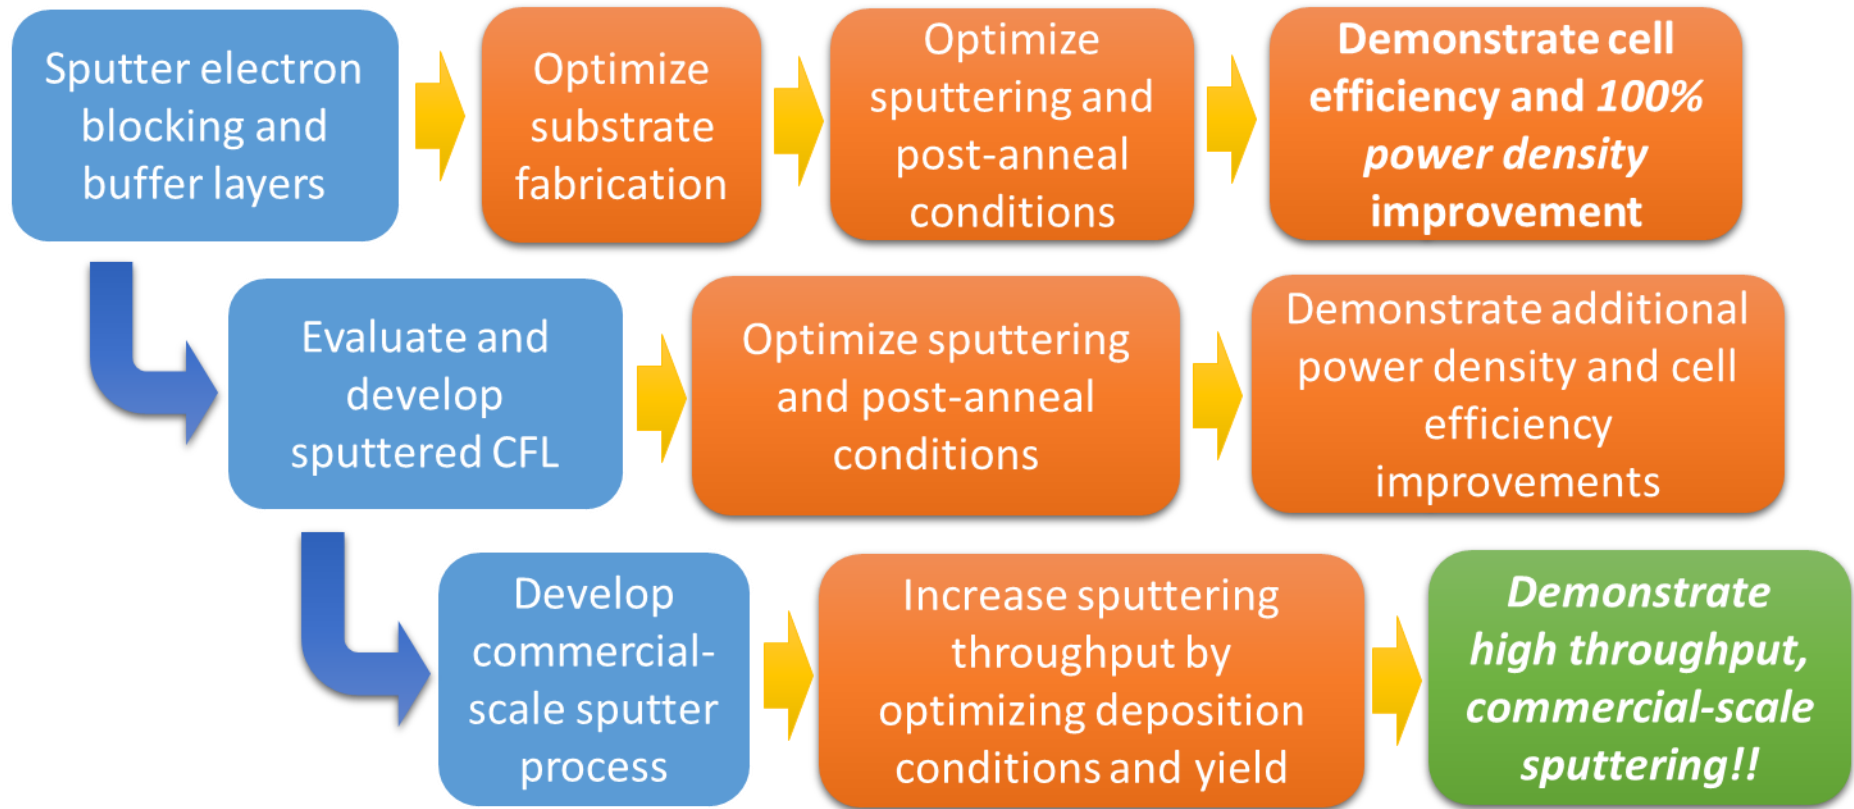 Sputter electron
blocking and
buffer layers
Optimize
substrate
fabrication
Optimize
sputtering and
post-anneal
conditions
Demonstrate cell
efficiency and 100%
power density
improvement
Evaluate and
develop
sputtered CFL
Optimize sputtering
and post-anneal
conditions
Demonstrate additional
power density and cell
efficiency
improvements
Develop
commercial-
scale sputter
process
Increase sputtering
throughput by
optimizing deposition
conditions and yield
Demonstrate
high throughput,
commercial-scale
sputtering!!